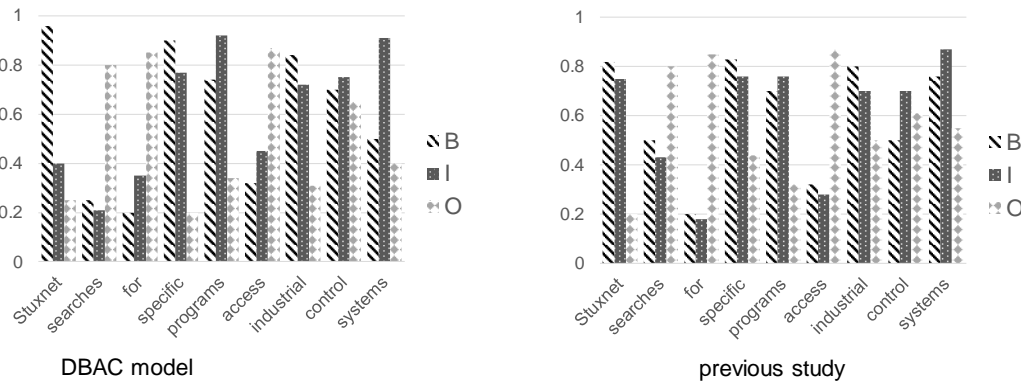 1
0.8
0.6
0.4
0.2
0
Stuxnet
searches
for
specific
programs
access
industrial
control
systems
B
I
O
DBAC model
1
0.8
0.6
0.4
0.2
0
Stuxnet
searches
for
specific
programs
access
industrial
control
systems
B
I
O
previous study